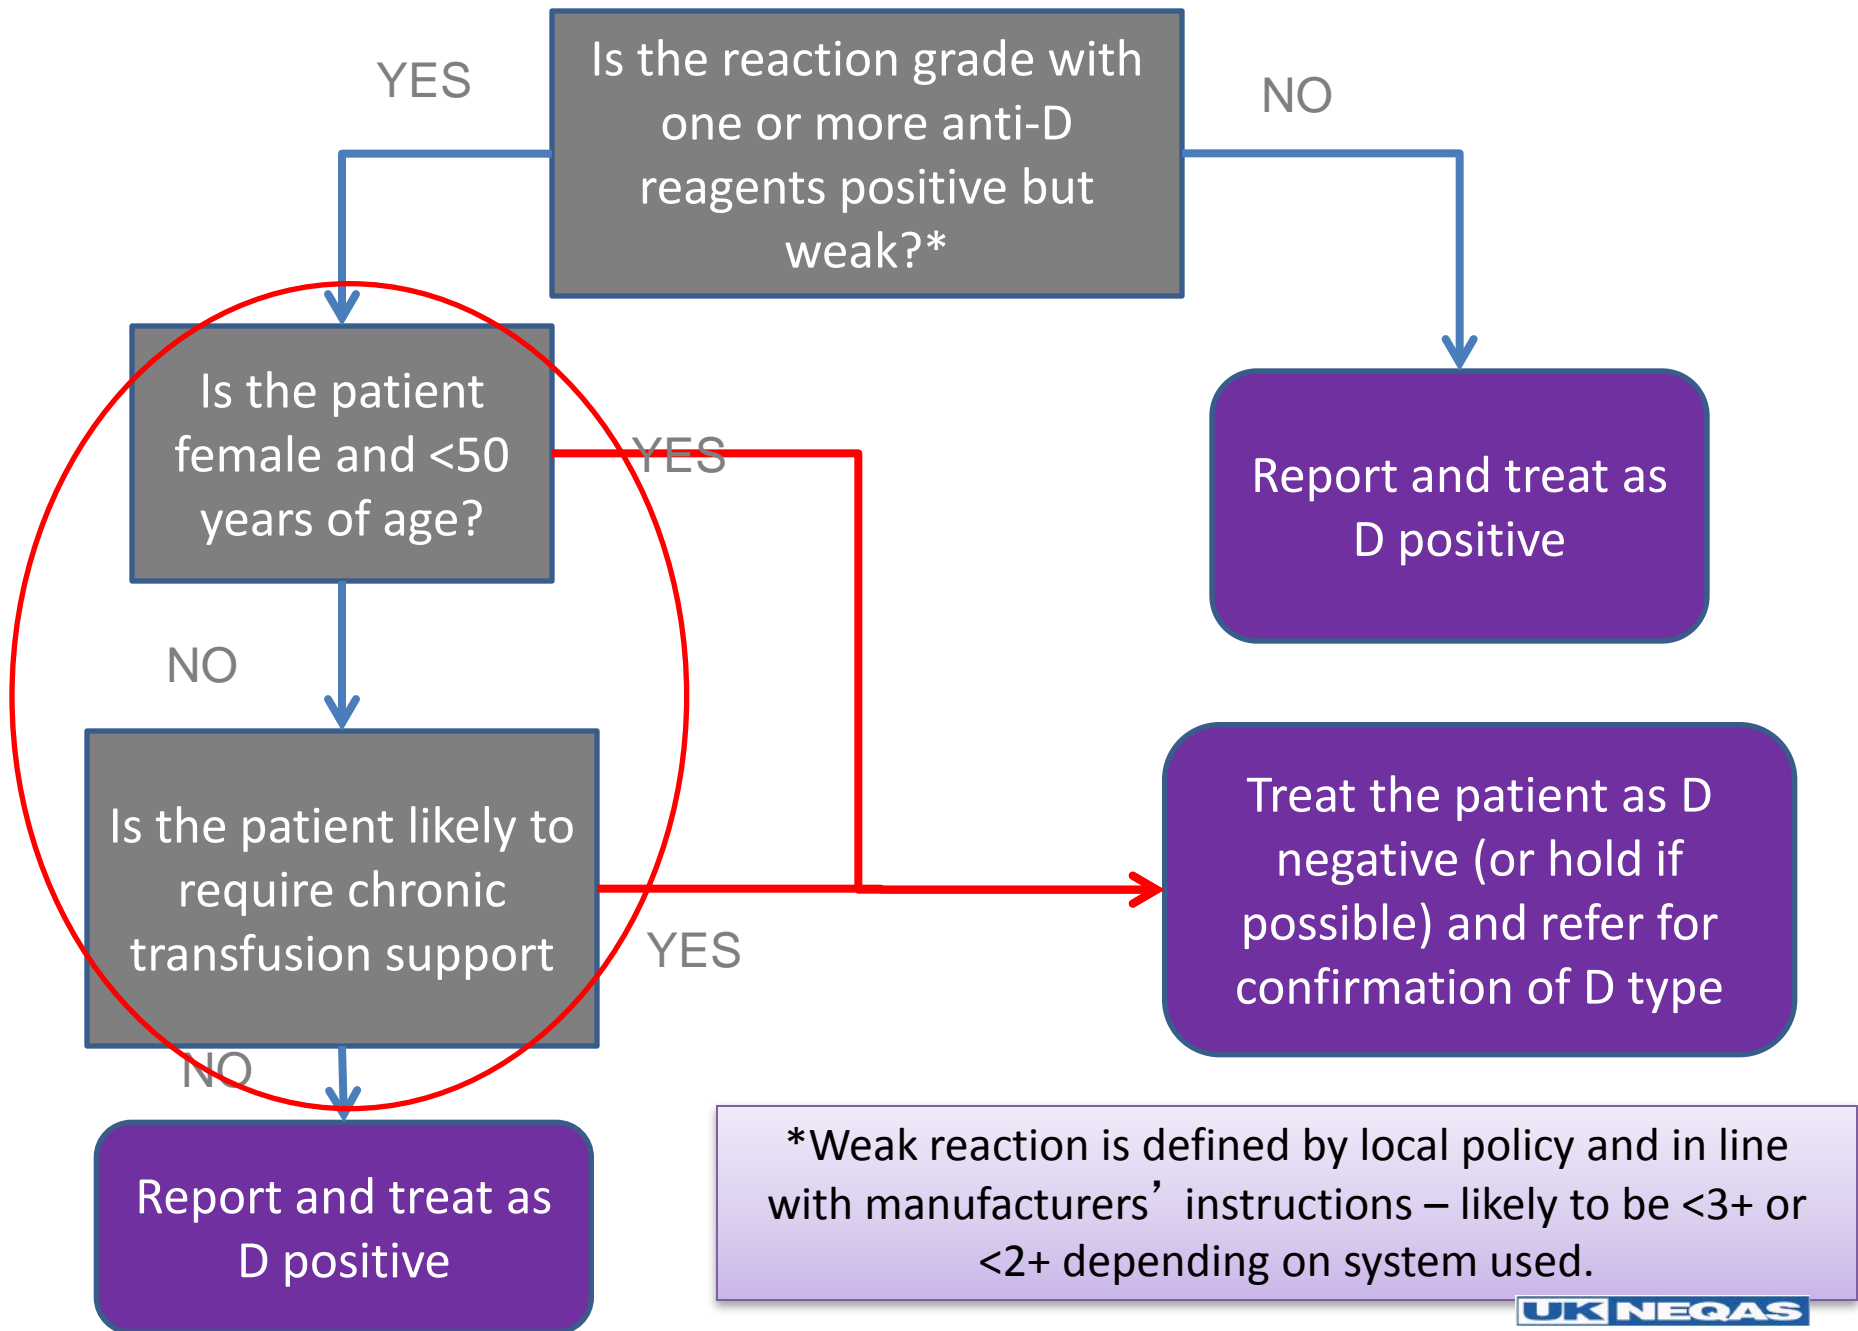 YES
Is the reaction grade with
one or more anti-D
reagents positive but
weak?*
NO
Is the patient
female and <50
years of age?
YES
Report and treat as
D positive
NO
Is the patient likely to
require chronic
transfusion support
YES
Treat the patient as D
negative (or hold if
possible) and refer for
confirmation of D type
NO
Report and treat as
D positive
*Weak reaction is defined by local policy and in line
with manufacturers’ instructions – likely to be <3+ or
<2+ depending on system used.
UK NEQAS